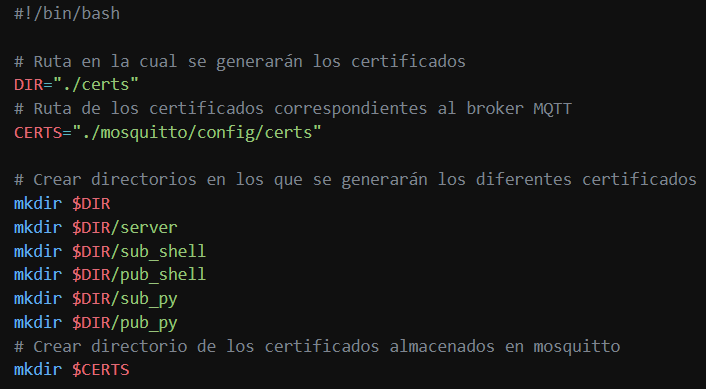 #!/bin/bash
# Ruta en la cual se generarán los certificados
DIR="./certs"
# Ruta de los certificados correspondientes al broker MQTT
CERTS="./mosquitto/config/certs"
# Crear directorios en los que se generarán los diferentes certificados
mkdir $DIR
mkdir $DIR/server
mkdir $DIR/sub_shell
mkdir $DIR/pub_shell
mkdir $DIR/sub_py
mkdir $DIR/pub_py
# Crear directorio de los certificados almacenados en mosquitto
mkdir $CERTS